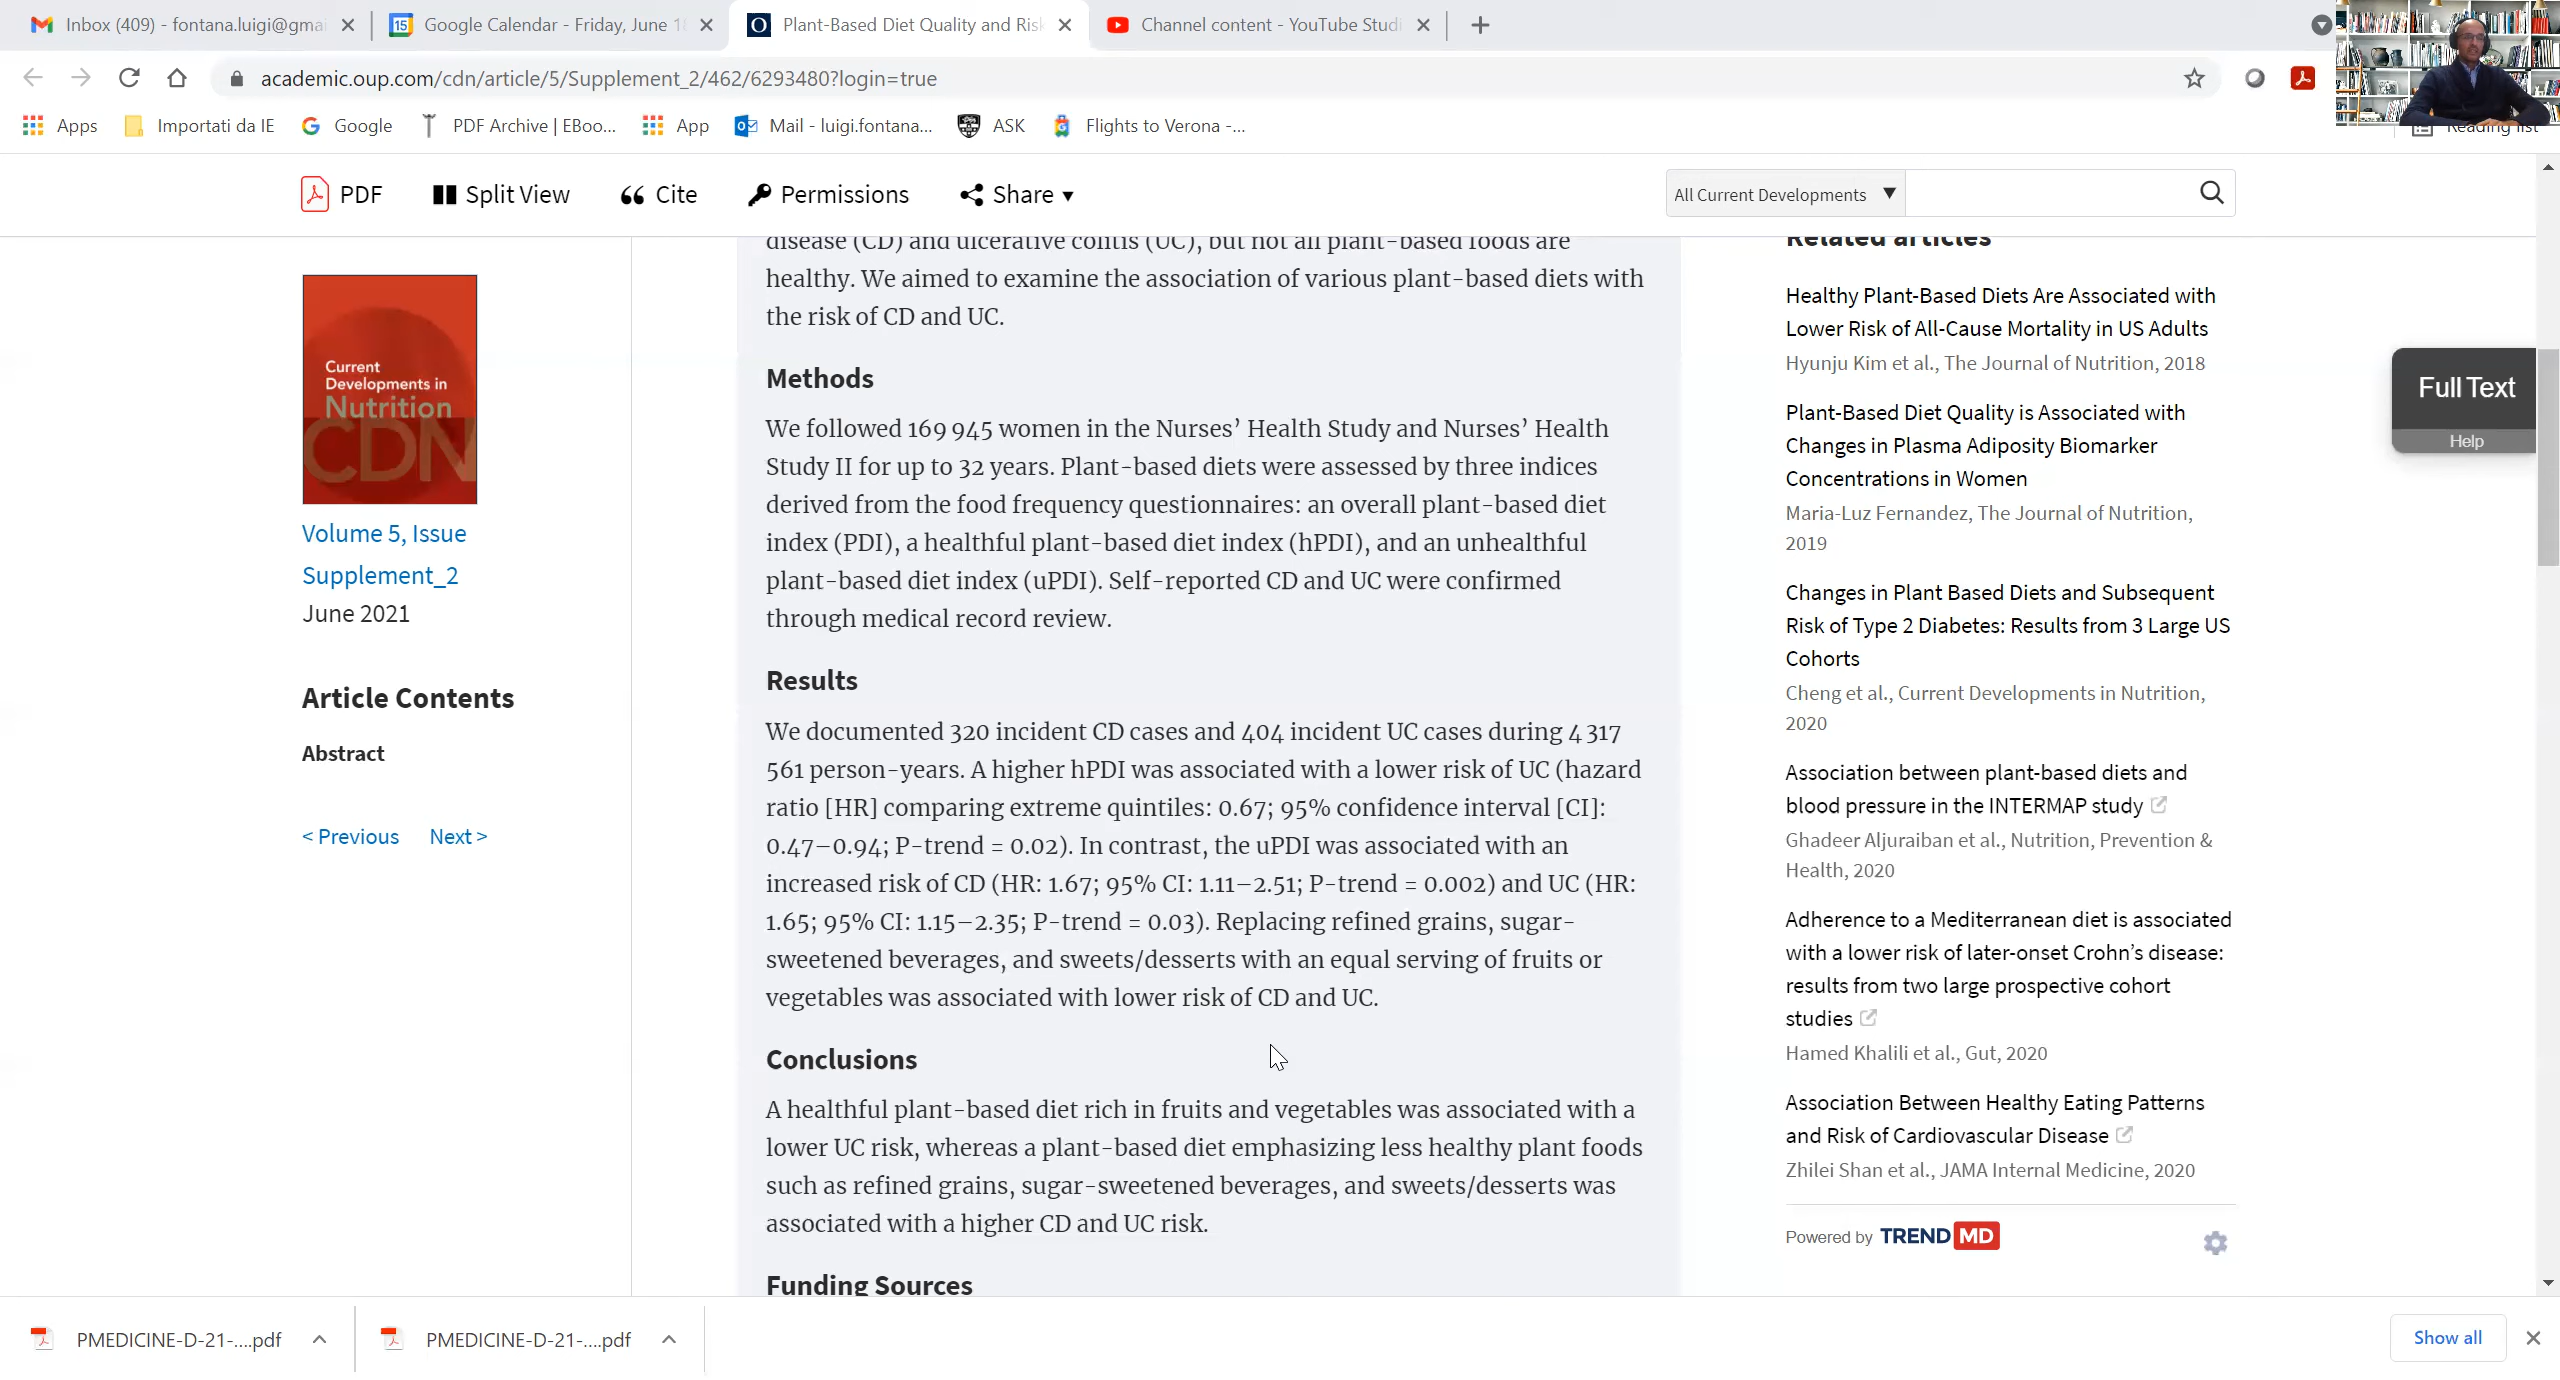 Inbox (409) - fontana.luigi@gmai
Google Calendar - Friday, June 1
Plant-Based Diet Quality and Risk
Channel content - YouTube Studi
academic.oup.com/cdn/article/5/Supplement_2/462/6293480?login=true
Apps
Importati da IE
Google
PDF Archive | EBoo...
App
Mail - luigi.fontana...
ASK
Flights to Verona -...
Reading list
PDF
Split View
Cite
Permissions
Share
All Current Developments
Current
Developments in
Nutrition
CDN
Volume 5, Issue
Supplement_2
June 2021
Article Contents
Abstract
< Previous
Next >
disease (CD) and ulcerative colitis (UC), but not all plant-based foods are
healthy. We aimed to examine the association of various plant-based diets with
the risk of CD and UC.
Methods
We followed 169 945 women in the Nurses’ Health Study and Nurses’ Health
Study II for up to 32 years. Plant-based diets were assessed by three indices
derived from the food frequency questionnaires: an overall plant-based diet
index (PDI), a healthful plant-based diet index (hPDI), and an unhealthful
plant-based diet index (uPDI). Self-reported CD and UC were confirmed
through medical record review.
Results
We documented 320 incident CD cases and 404 incident UC cases during 4 317
561 person-years. A higher hPDI was associated with a lower risk of UC (hazard
ratio [HR] comparing extreme quintiles: 0.67; 95% confidence interval [CI]:
0.47–0.94; P-trend = 0.02). In contrast, the uPDI was associated with an
increased risk of CD (HR: 1.67; 95% CI: 1.11–2.51; P-trend = 0.002) and UC (HR:
1.65; 95% CI: 1.15–2.35; P-trend = 0.03). Replacing refined grains, sugar-
sweetened beverages, and sweets/desserts with an equal serving of fruits or
vegetables was associated with lower risk of CD and UC.
Conclusions
A healthful plant-based diet rich in fruits and vegetables was associated with a
lower UC risk, whereas a plant-based diet emphasizing less healthy plant foods
such as refined grains, sugar-sweetened beverages, and sweets/desserts was
associated with a higher CD and UC risk.
Funding Sources
Related articles
Healthy Plant-Based Diets Are Associated with
Lower Risk of All-Cause Mortality in US Adults
Hyunju Kim et al., The Journal of Nutrition, 2018
Plant-Based Diet Quality is Associated with
Changes in Plasma Adiposity Biomarker
Concentrations in Women
Maria-Luz Fernandez, The Journal of Nutrition,
2019
Changes in Plant Based Diets and Subsequent
Risk of Type 2 Diabetes: Results from 3 Large US
Cohorts
Cheng et al., Current Developments in Nutrition,
2020
Association between plant-based diets and
blood pressure in the INTERMAP study
Ghadeer Aljuraiban et al., Nutrition, Prevention &
Health, 2020
Adherence to a Mediterranean diet is associated
with a lower risk of later-onset Crohn’s disease:
results from two large prospective cohort
studies
Hamed Khalili et al., Gut, 2020
Association Between Healthy Eating Patterns
and Risk of Cardiovascular Disease
Zhilei Shan et al., JAMA Internal Medicine, 2020
Powered by TREND MD
Full Text
Help
PMEDICINE-D-21-....pdf
PMEDICINE-D-21-....pdf
Show all